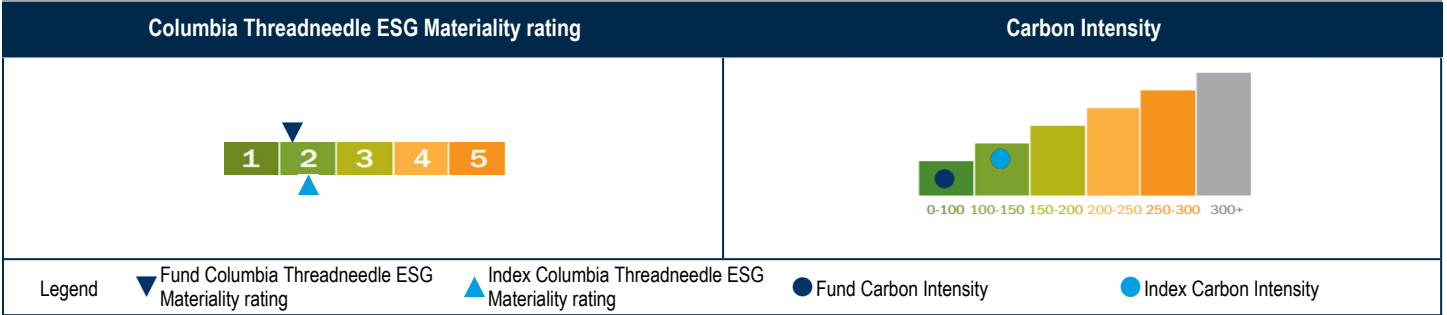 Columbia Threadneedle ESG Materiality rating
Carbon Intensity
1 2 3 4 5
0-100 100-150 150-200 200-250 250-300 300+
Legend
Fund Columbia Threadneedle ESG
Materiality rating
Index Columbia Threadneedle ESG
Materiality rating
Fund Carbon Intensity
Index Carbon Intensity